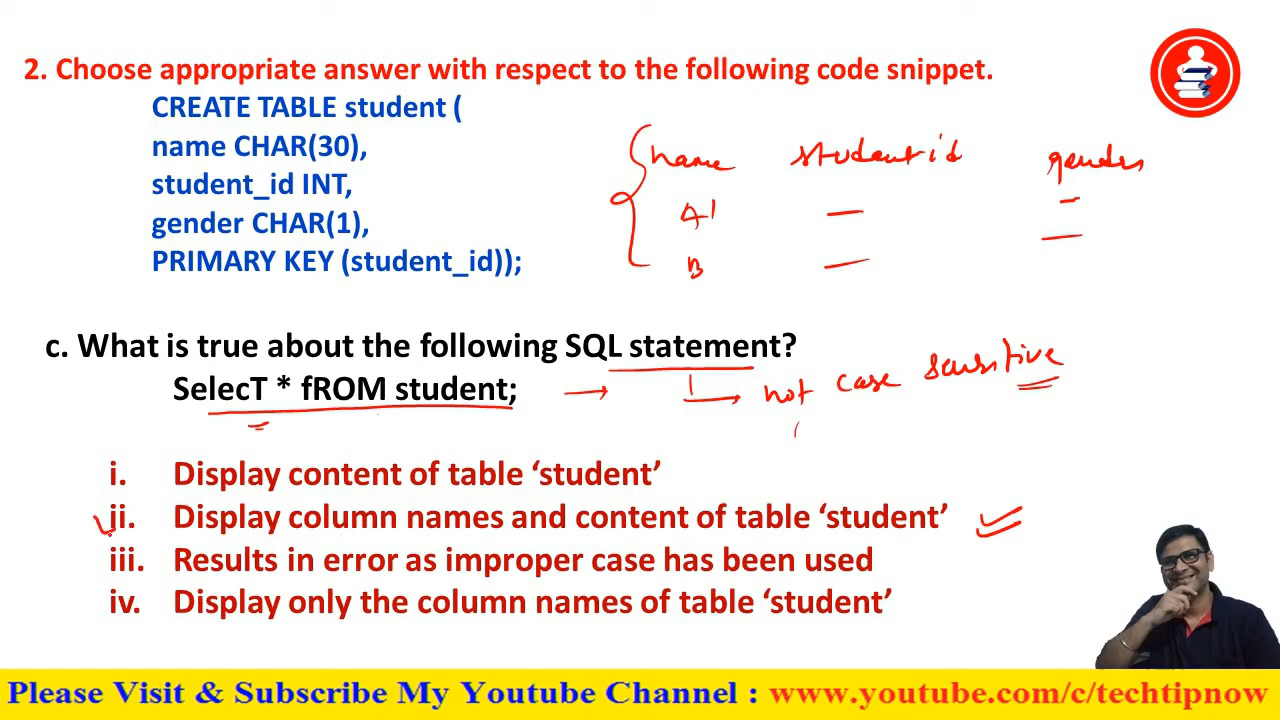 2. Choose appropriate answer with respect to the following code snippet.
CREATE TABLE student (
name CHAR(30),
student_id INT,
gender CHAR(1),
PRIMARY KEY (student_id));
name student-id gender
A1
B
c. What is true about the following SQL statement?
SelecT * fROM student;
not case sensitive
i. Display content of table ‘student’
ii. Display column names and content of table ‘student’
iii. Results in error as improper case has been used
iv. Display only the column names of table ‘student’
Please Visit & Subscribe My Youtube Channel : www.youtube.com/c/techtipnow